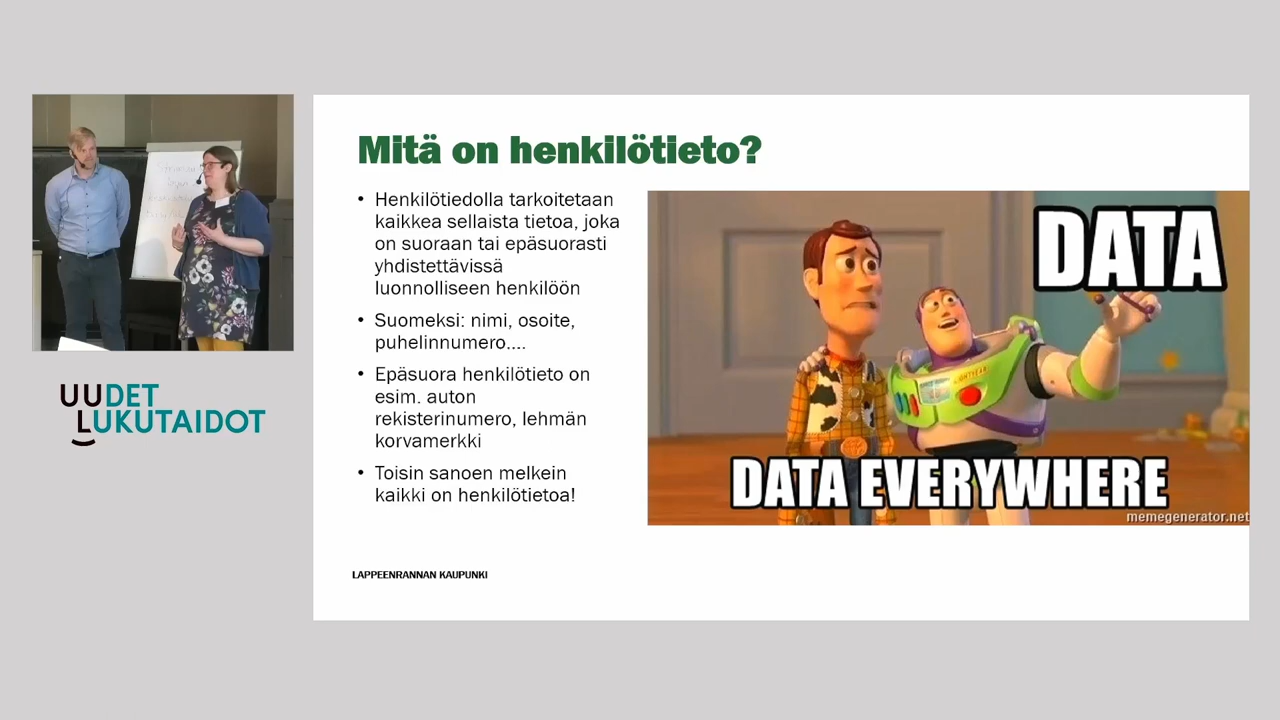 Mitä on henkilötieto?
• Henkilötiedolla tarkoitetaan
kaikkea sellaista tietoa, joka
on suoraan tai epäsuorasti
yhdistettävissä
luonnolliseen henkilöön
• Suomeksi: nimi, osoite,
puhelinnumero....
• Epäsuora henkilötieto on
esim. auton
rekisterinumero, lehmän
korvamerkki
• Toisin sanoen melkein
kaikki on henkilötietoa!
DATA
LIGHTYEAR
DATA EVERYWHERE
memegenerator.net
LAPPEENRANNAN KAUPUNKI
UUDET
LUKUTAIDOT